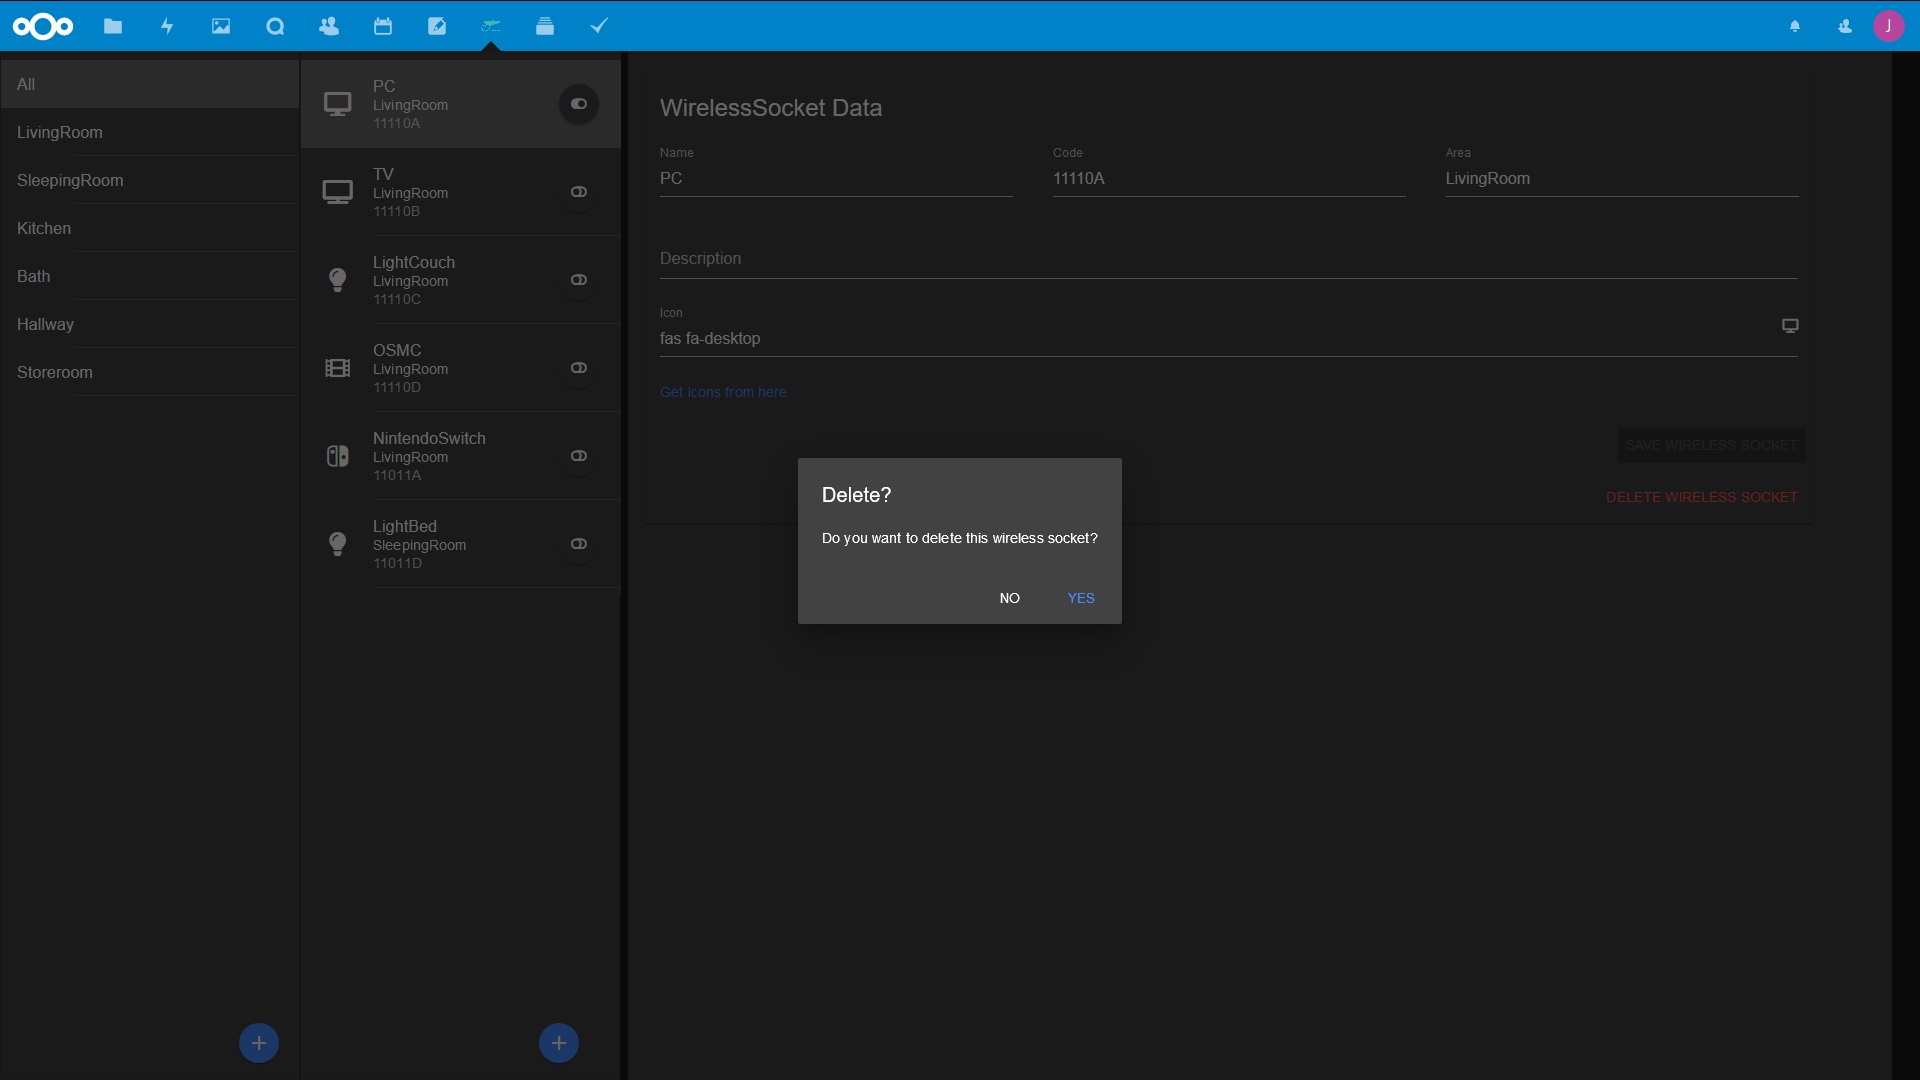 J
All
LivingRoom
SleepingRoom
Kitchen
Bath
Hallway
Storeroom
PC
LivingRoom
11110A
TV
LivingRoom
11110B
LightCouch
LivingRoom
11110C
OSMC
LivingRoom
11110D
NintendoSwitch
LivingRoom
11011A
LightBed
SleepingRoom
11011D
WirelessSocket Data
Name
PC
Code
11110A
Area
LivingRoom
Description
Icon
fas fa-desktop
Get Icons from here
SAVE WIRELESS SOCKET
DELETE WIRELESS SOCKET
Delete?
Do you want to delete this wireless socket?
NO YES